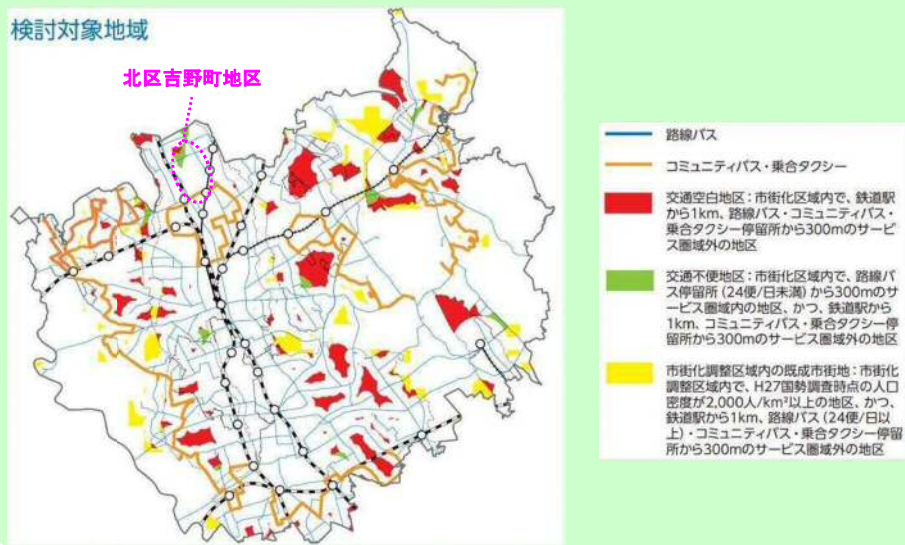 検討対象地域
北区吉野町地区
路線バス
コミュニティバス・乗合タクシー
交通空白地区：市街化区域内で、鉄道駅
から1km、路線バス・コミュニティバス・
乗合タクシー停留所から300mのサービ
ス圏域外の地区
交通不便地区：市街化区域内で、路線バ
ス停留所（24便/日未満）から300mのサ
ービス圏域内の地区、かつ、鉄道駅から
1km、コミュニティバス・乗合タクシー停
留所から300mのサービス圏域外の地区
市街化調整区域内の既成市街地：市街化
調整区域内で、H27国勢調査時点の人口
密度が2,000人/km²以上の地区、かつ、
鉄道駅から1km、路線バス（24便/日以
上）・コミュニティバス・乗合タクシー停留
所から300mのサービス圏域外の地区